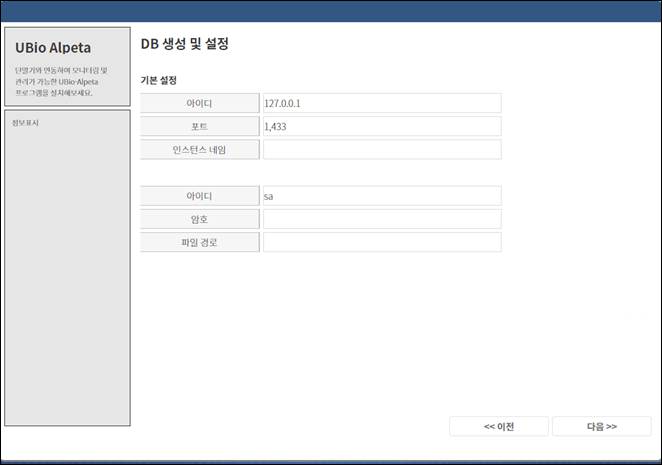 UBio Alpeta
단말기와 연동하여 모니터링 및
관리가 가능한 UBio-Alpeta
프로그램을 설치해보세요.
정보표시
DB 생성 및 설정
기본 설정
아이디 127.0.0.1
포트 1,433
인스턴스 네임
아이디 sa
암호
파일 경로
<< 이전 다음 >>